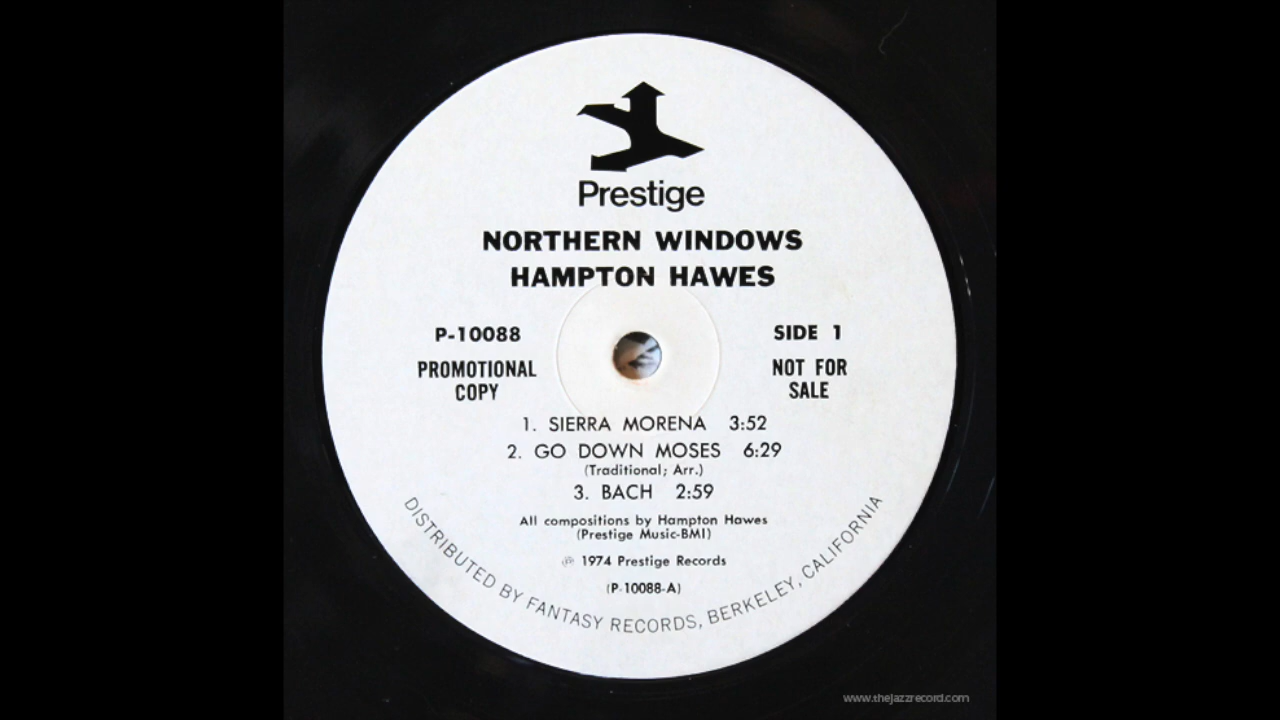 Prestige
NORTHERN WINDOWS
HAMPTON HAWES
P-10088
SIDE 1
PROMOTIONAL
COPY
NOT FOR
SALE
1. SIERRA MORENA 3:52
2. GO DOWN MOSES 6:29
(Traditional; Arr.)
3. BACH 2:59
All compositions by Hampton Hawes
(Prestige Music-BMI)
℗ 1974 Prestige Records
(P-10088-A)
DISTRIBUTED BY FANTASY RECORDS, BERKELEY, CALIFORNIA
www.thejazzrecord.com